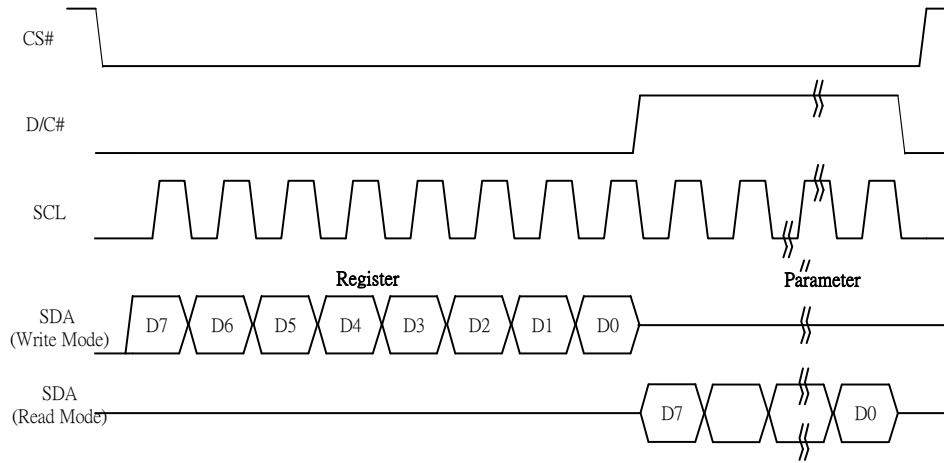 CS#
D/C#
SCL
Register
Parameter
SDA
(Write Mode)
D7
D6
D5
D4
D3
D2
D1
D0
SDA
(Read Mode)
D7
D0